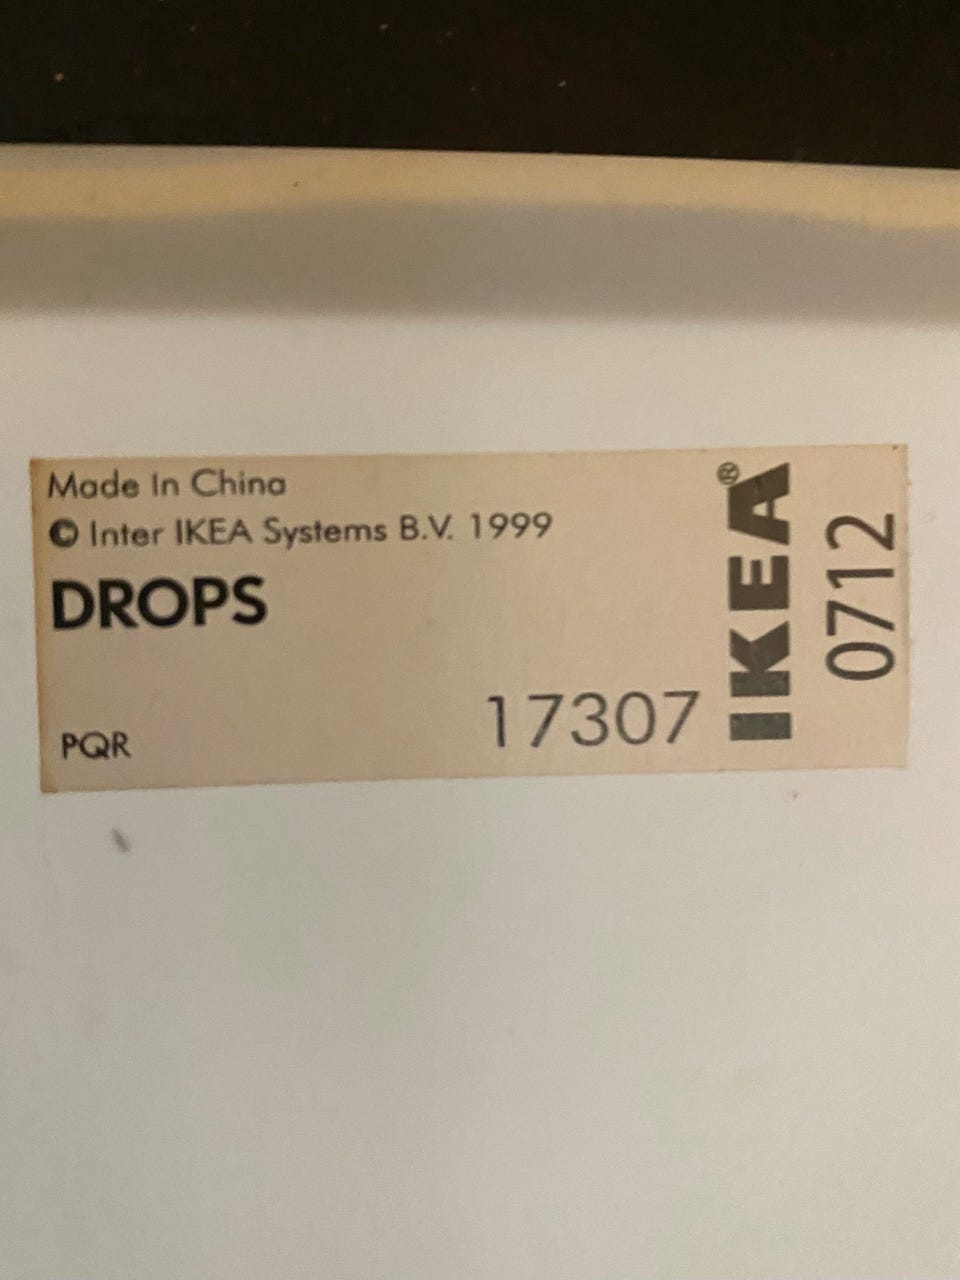 Made In China
© Inter IKEA Systems B.V. 1999
DROPS
PQR
17307
IKEA®
0712